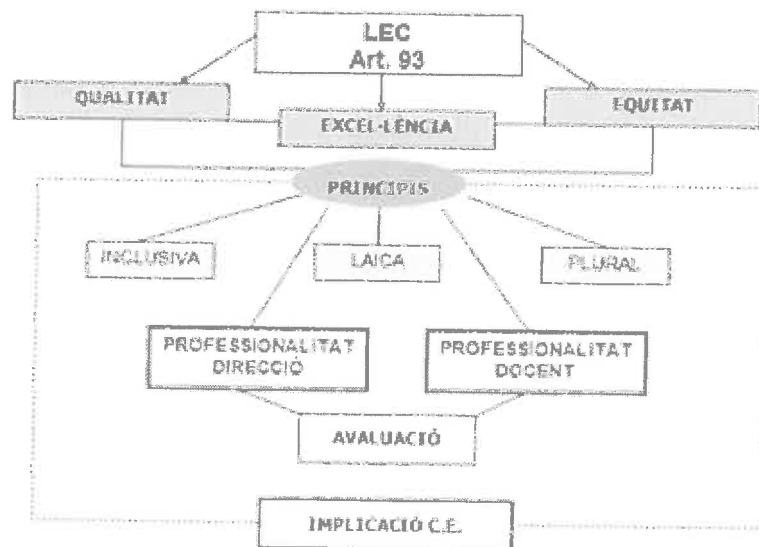 LEC
Art. 93
QUALITAT
EXCEL·LÈNCIA
EQUITAT
PRINCIPIS
INCLUSIVA
LAICA
PLURAL
PROFESSIONALITAT
DIRECCIÓ
PROFESSIONALITAT
DOCENT
AVALUACIÓ
IMPLICACIÓ C.E.